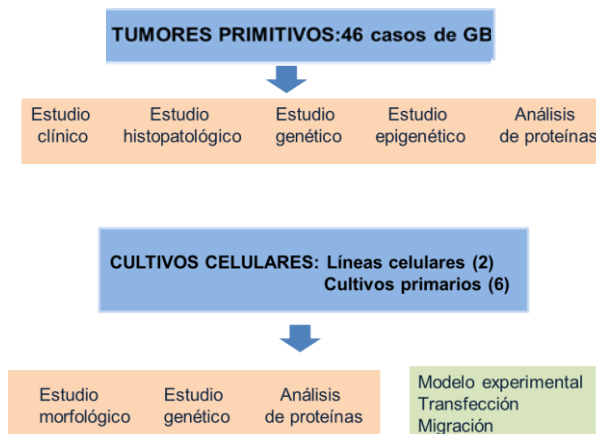 TUMORES PRIMITIVOS:46 casos de GB
Estudio clínico
Estudio histopatológico
Estudio genético
Estudio epigenético
Análisis de proteínas
CULTIVOS CELULARES: Líneas celulares (2)
Cultivos primarios (6)
Estudio morfológico
Estudio genético
Análisis de proteínas
Modelo experimental
Transfección
Migración